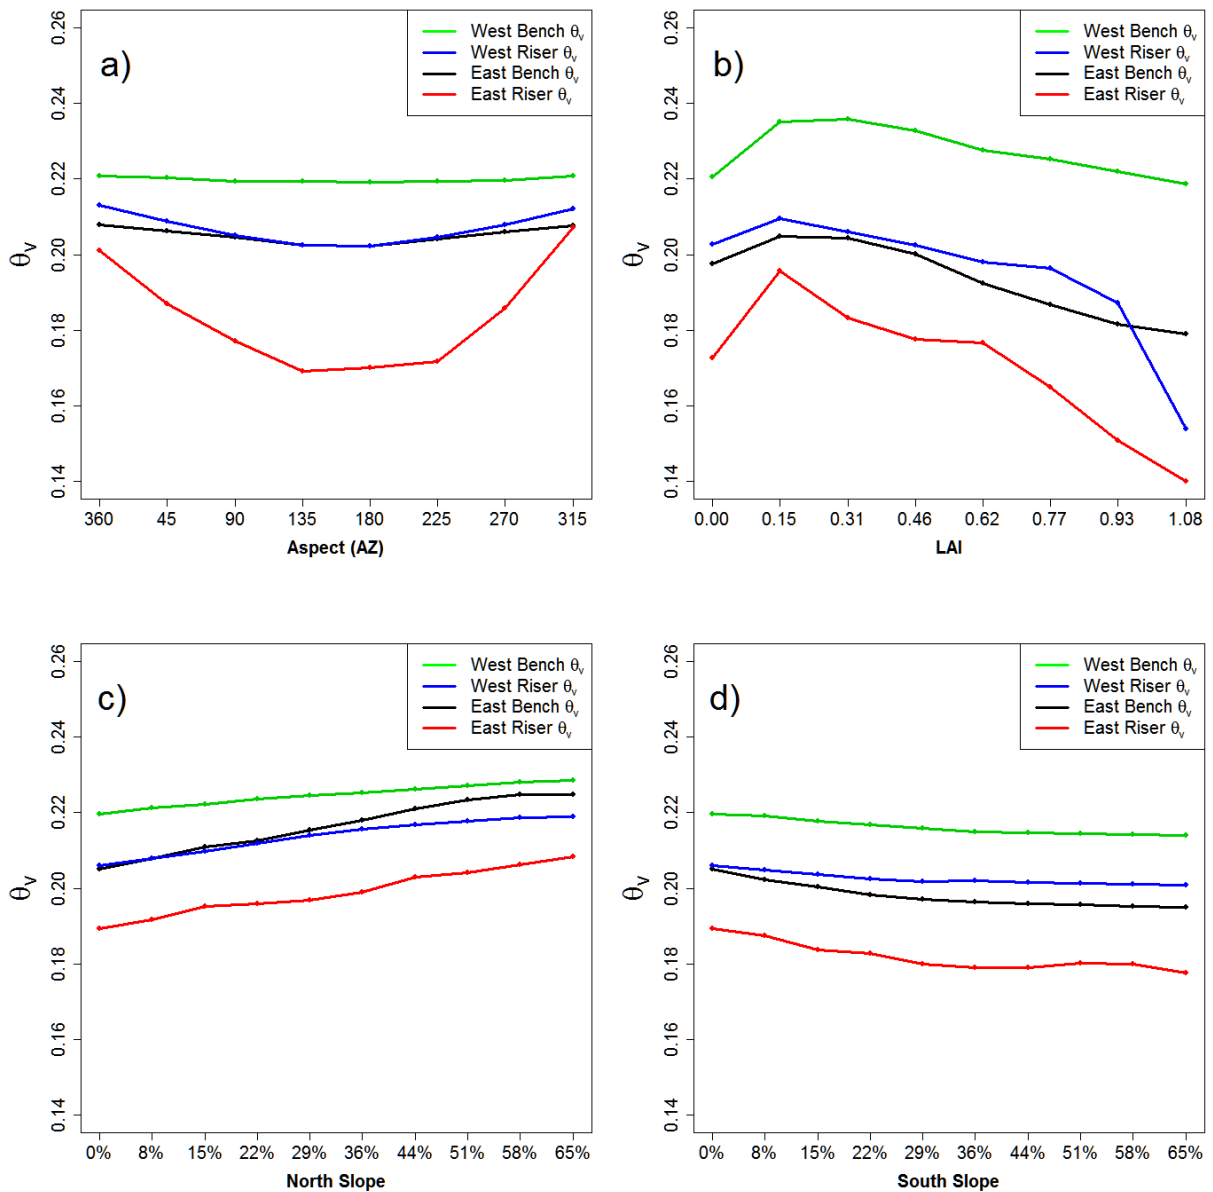 a)
West Bench θv
West Riser θv
East Bench θv
East Riser θv
0.26
0.24
0.22
0.20
0.18
0.16
0.14
θv
360 45 90 135 180 225 270 315
Aspect (AZ)
b)
West Bench θv
West Riser θv
East Bench θv
East Riser θv
0.26
0.24
0.22
0.20
0.18
0.16
0.14
θv
0.00 0.15 0.31 0.46 0.62 0.77 0.93 1.08
LAI
c)
West Bench θv
West Riser θv
East Bench θv
East Riser θv
0.26
0.24
0.22
0.20
0.18
0.16
0.14
θv
0% 8% 15% 22% 29% 36% 44% 51% 58% 65%
North Slope
d)
West Bench θv
West Riser θv
East Bench θv
East Riser θv
0.26
0.24
0.22
0.20
0.18
0.16
0.14
θv
0% 8% 15% 22% 29% 36% 44% 51% 58% 65%
South Slope